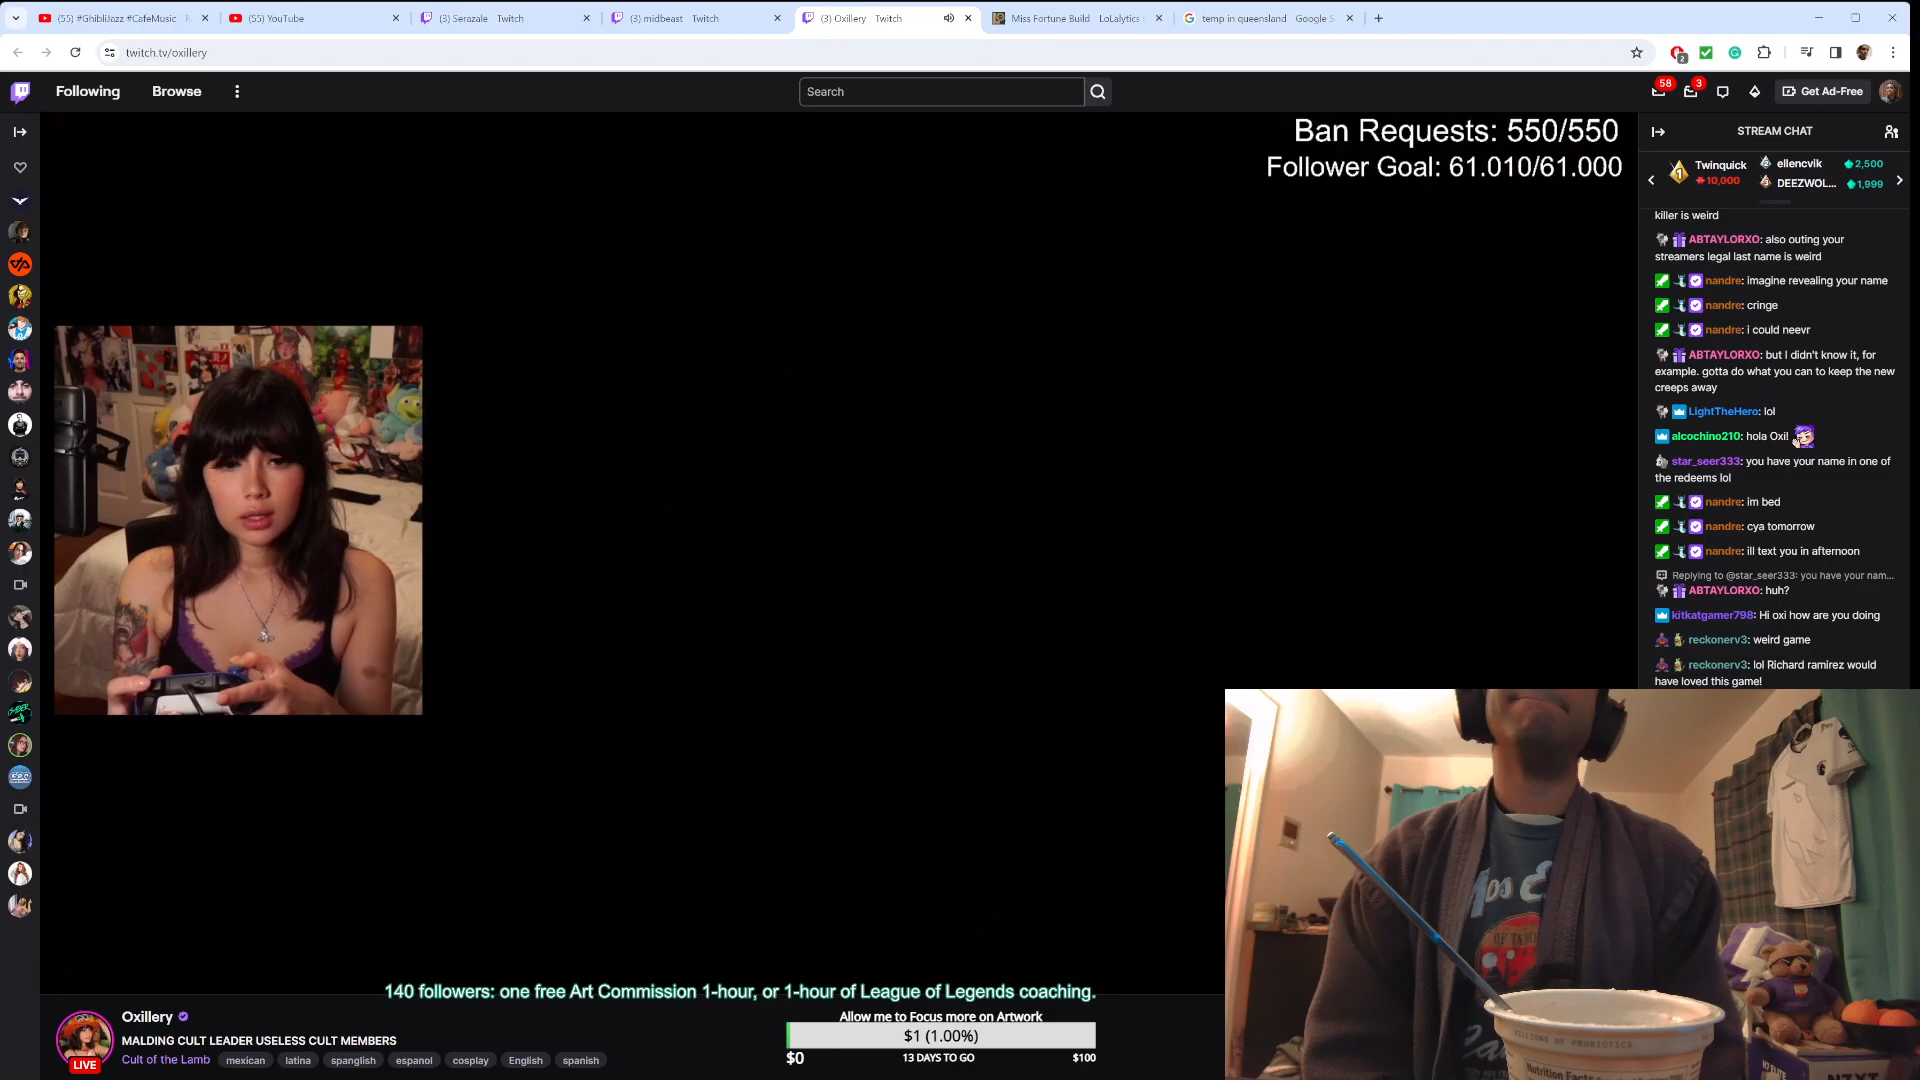 (55) #GhibliJazz #CafeMusic
(55) YouTube
(3) Serazale Twitch
(3) midbeast Twitch
(3) Oxillery Twitch
Miss Fortune Build LoLalytics
temp in queensland Google S
twitch.tv/oxillery
2
Following
Browse
Search
58
3
Get Ad-Free
Ban Requests: 550/550
Follower Goal: 61.010/61.000
STREAM CHAT
1
Twinquick
10,000
2
ellencvik
2,500
3
DEEZWOL...
1,999
killer is weird
ABTAYLORXO: also outing your
streamers legal last name is weird
nandre: imagine revealing your name
nandre: cringe
nandre: i could neevr
ABTAYLORXO: but I didn't know it, for
example. gotta do what you can to keep the new
creeps away
LightTheHero: lol
alcochino210: hola Oxi!
star_seer333: you have your name in one of
the redeems lol
nandre: im bed
nandre: cya tomorrow
nandre: ill text you in afternoon
Replying to @star_seer333: you have your nam...
ABTAYLORXO: huh?
kitkatgamer798: Hi oxi how are you doing
reckonerv3: weird game
reckonerv3: lol Richard ramirez would
have loved this game!
140 followers: one free Art Commission 1-hour, or 1-hour of League of Legends coaching.
Oxillery
MALDING CULT LEADER USELESS CULT MEMBERS
Cult of the Lamb
mexican
latina
spanglish
espanol
cosplay
English
spanish
LIVE
Allow me to Focus more on Artwork
$1 (1.00%)
$0
13 DAYS TO GO
$100
BILLIONS OF PROBIOTICS
Nutrition Facts
NZXT